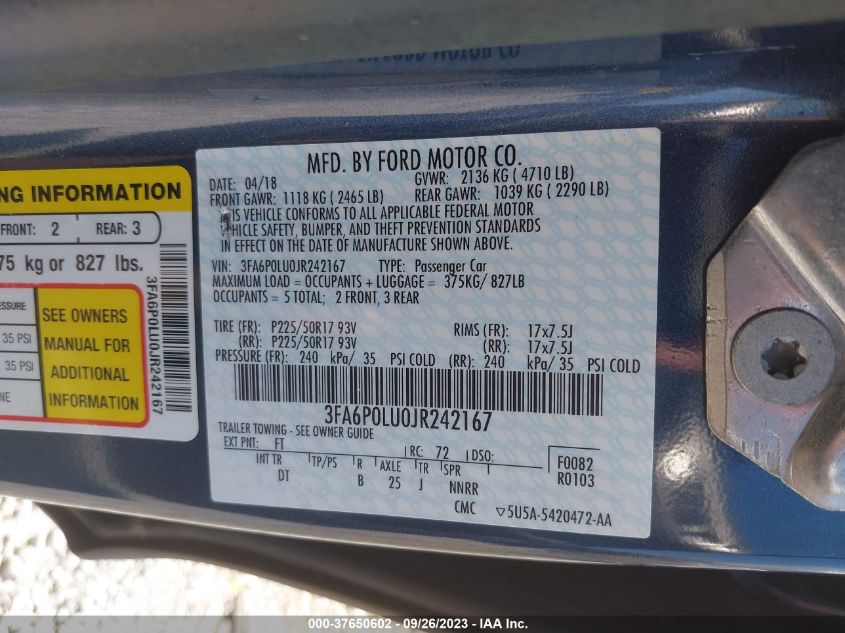 MFD. BY FORD MOTOR CO.
04/18 GVWR: 2136 KG ( 4710 LB)
FRONT GAWR: 1118 KG ( 2465 LB) REAR GAWR: 1039 KG ( 2290 LB)
IS VEHICLE CONFORMS TO ALL APPLICABLE FEDERAL MOTOR
VEHICLE SAFETY, BUMPER, AND THEFT PREVENTION STANDARDS
IN EFFECT ON THE DATE OF MANUFACTURE SHOWN ABOVE.
VIN: 3FA6P0LU0JR242167 TYPE: Passenger Car
MAXIMUM LOAD = OCCUPANTS + LUGGAGE = 375KG/ 827LB
OCCUPANTS = 5 TOTAL; 2 FRONT, 3 REAR
TIRE (FR): P225/50R17 93V RIMS (FR): 17x7.5J
(RR): P225/50R17 93V (RR): 17x7.5J
PRESSURE (FR): 240 kPa/ 35 PSI COLD (RR): 240 kPa/ 35 PSI COLD
3FA6P0LU0JR242167
TRAILER TOWING - SEE OWNER GUIDE
EXT PNT: FT RC: 72 DSO:
INT TR TP/PS R AXLE TR SPR
DT B 25 J NNRR
F0082
R0103
CMC ▽5U5A-5420472-AA
NG INFORMATION
FRONT: 2 REAR: 3
75 kg or 827 lbs.
ESSURE
35 PSI
35 PSI
NE
SEE OWNERS
MANUAL FOR
ADDITIONAL
INFORMATION
3FA6P0LU0JR242167
000-37650602 - 09/26/2023 - IAA Inc.